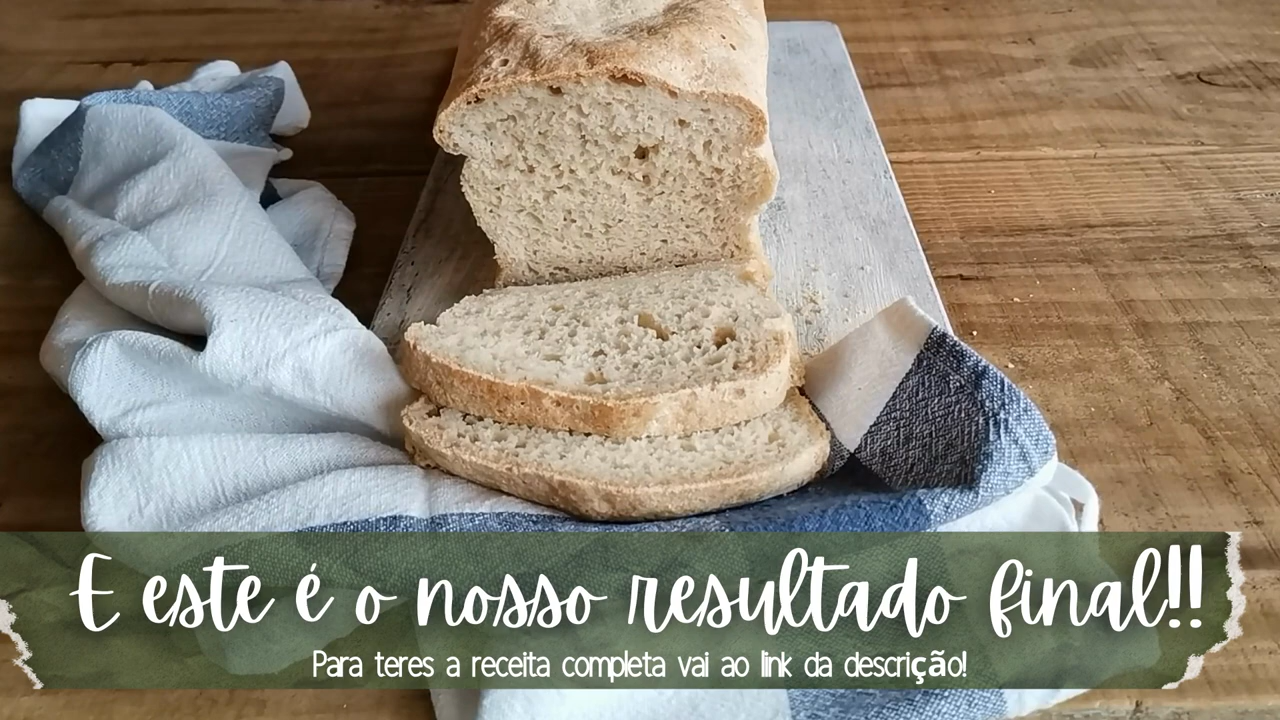 E este é o nosso resultado final!!
Para teres a receita completa vai ao link da descrição!